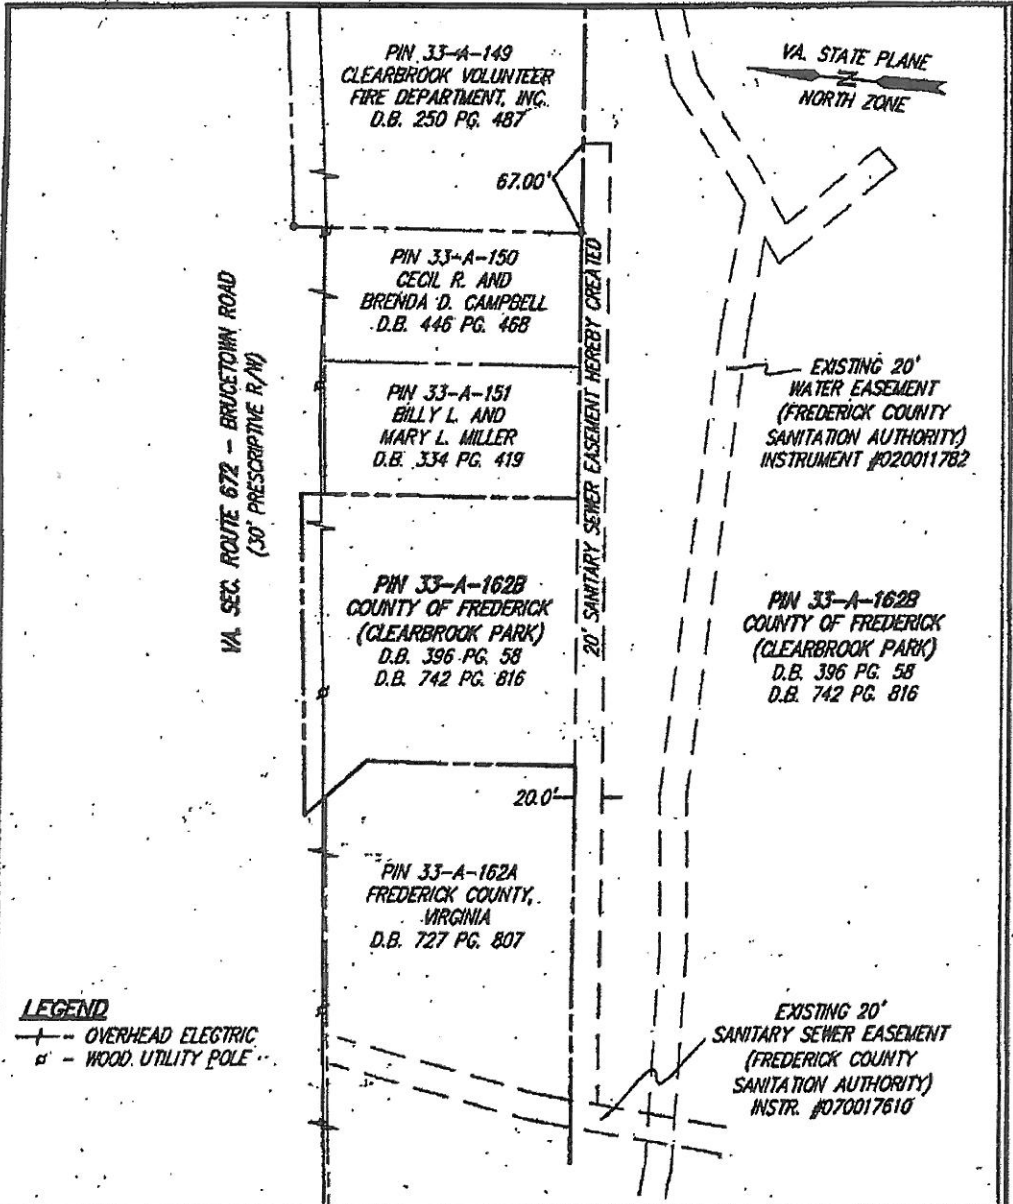 PIN 33-A-149
CLEARBROOK VOLUNTEER
FIRE DEPARTMENT, INC.
D.B. 250 PG. 487
VA. STATE PLANE
N
NORTH ZONE
67.00'
PIN 33-A-150
CECIL R. AND
BRENDA D. CAMPBELL
D.B. 446 PG. 468
20' SANITARY SEWER EASEMENT HEREBY CREATED
VA. SEC. ROUTE 672 - BRUCETOWN ROAD
(30' PRESCRIPTIVE R/W)
EXISTING 20'
WATER EASEMENT
(FREDERICK COUNTY
SANITATION AUTHORITY)
INSTRUMENT #020011782
PIN 33-A-151
BILLY L. AND
MARY L. MILLER
D.B. 334 PG. 419
PIN 33-A-162B
COUNTY OF FREDERICK
(CLEARBROOK PARK)
D.B. 396 PG. 58
D.B. 742 PG. 816
PIN 33-A-162B
COUNTY OF FREDERICK
(CLEARBROOK PARK)
D.B. 396 PG. 58
D.B. 742 PG. 816
20.0'
PIN 33-A-162A
FREDERICK COUNTY,
VIRGINIA
D.B. 727 PG. 807
LEGEND
- OVERHEAD ELECTRIC
- WOOD UTILITY POLE
EXISTING 20'
SANITARY SEWER EASEMENT
(FREDERICK COUNTY
SANITATION AUTHORITY)
INSTR. #070017610